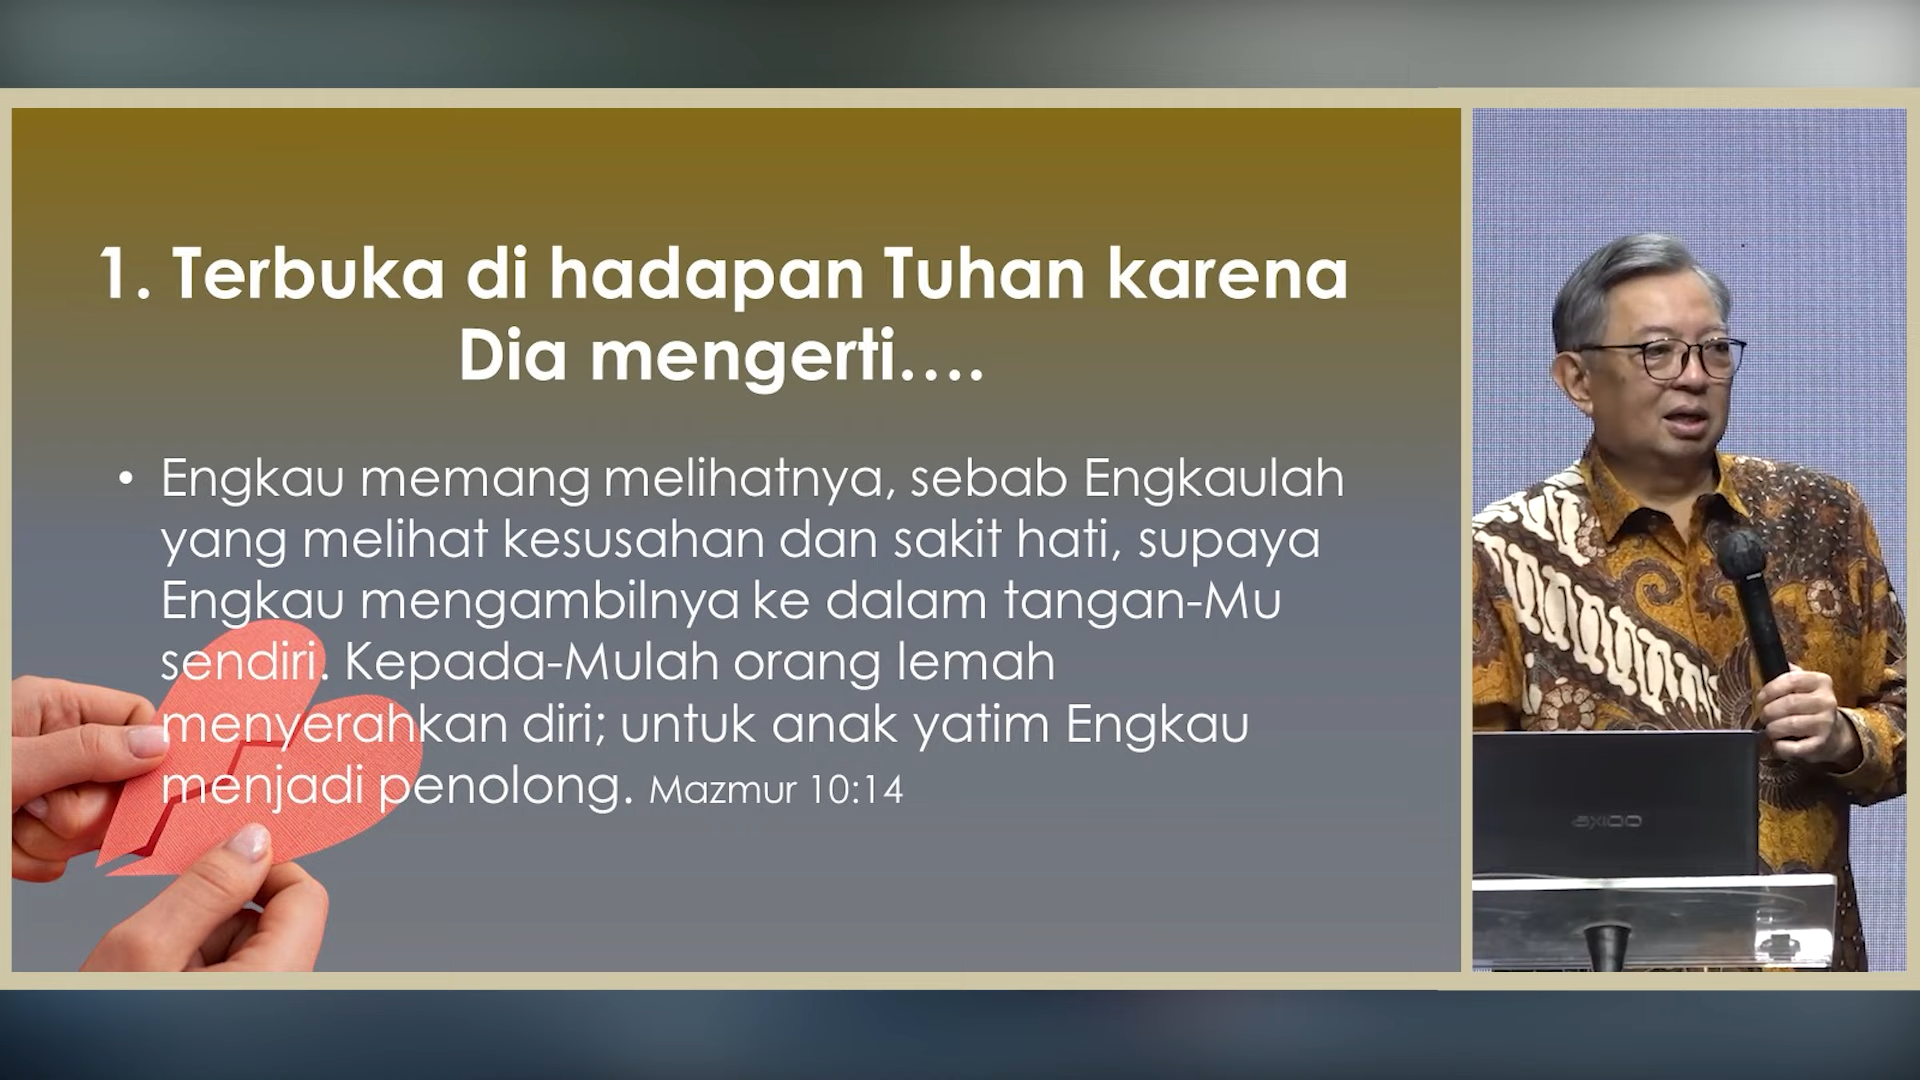 1. Terbuka di hadapan Tuhan karena
Dia mengerti....
• Engkau memang melihatnya, sebab Engkaulah
yang melihat kesusahan dan sakit hati, supaya
Engkau mengambilnya ke dalam tangan-Mu
sendiri. Kepada-Mulah orang lemah
menyerahkan diri; untuk anak yatim Engkau
menjadi penolong. Mazmur 10:14
AXIOO